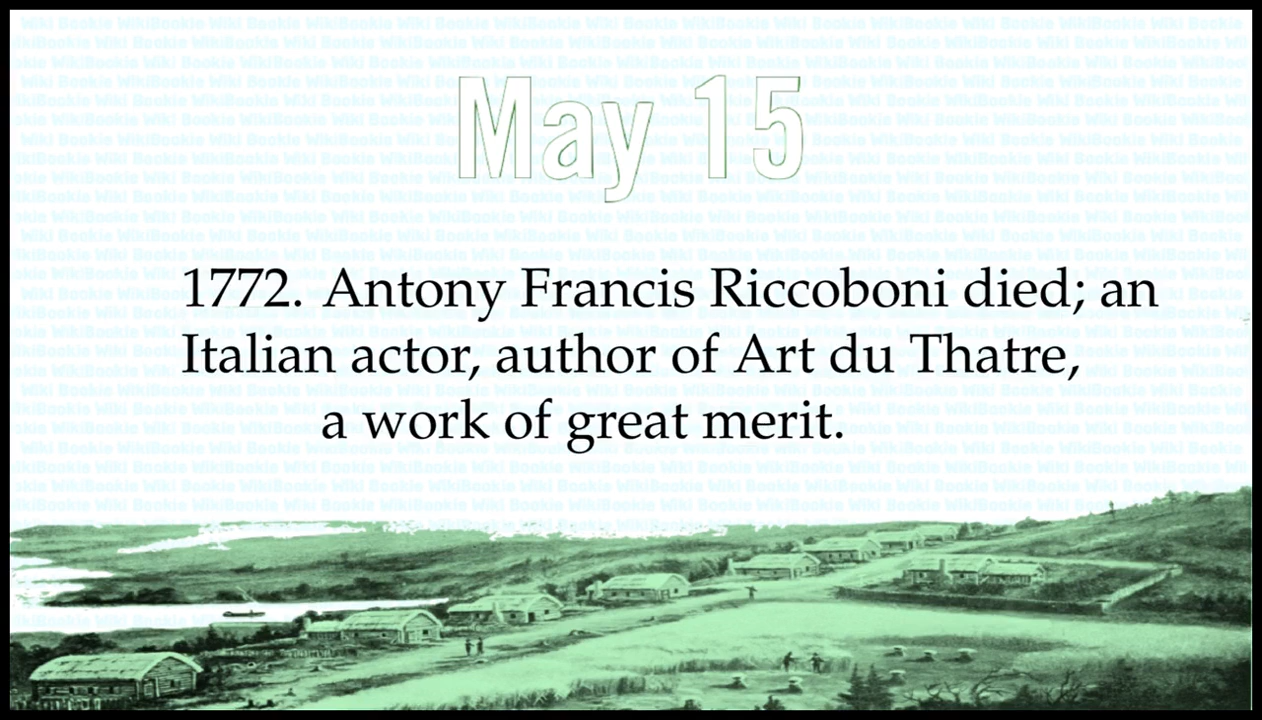 May 15
1772. Antony Francis Riccoboni died; an
Italian actor, author of Art du Thatre,
a work of great merit.